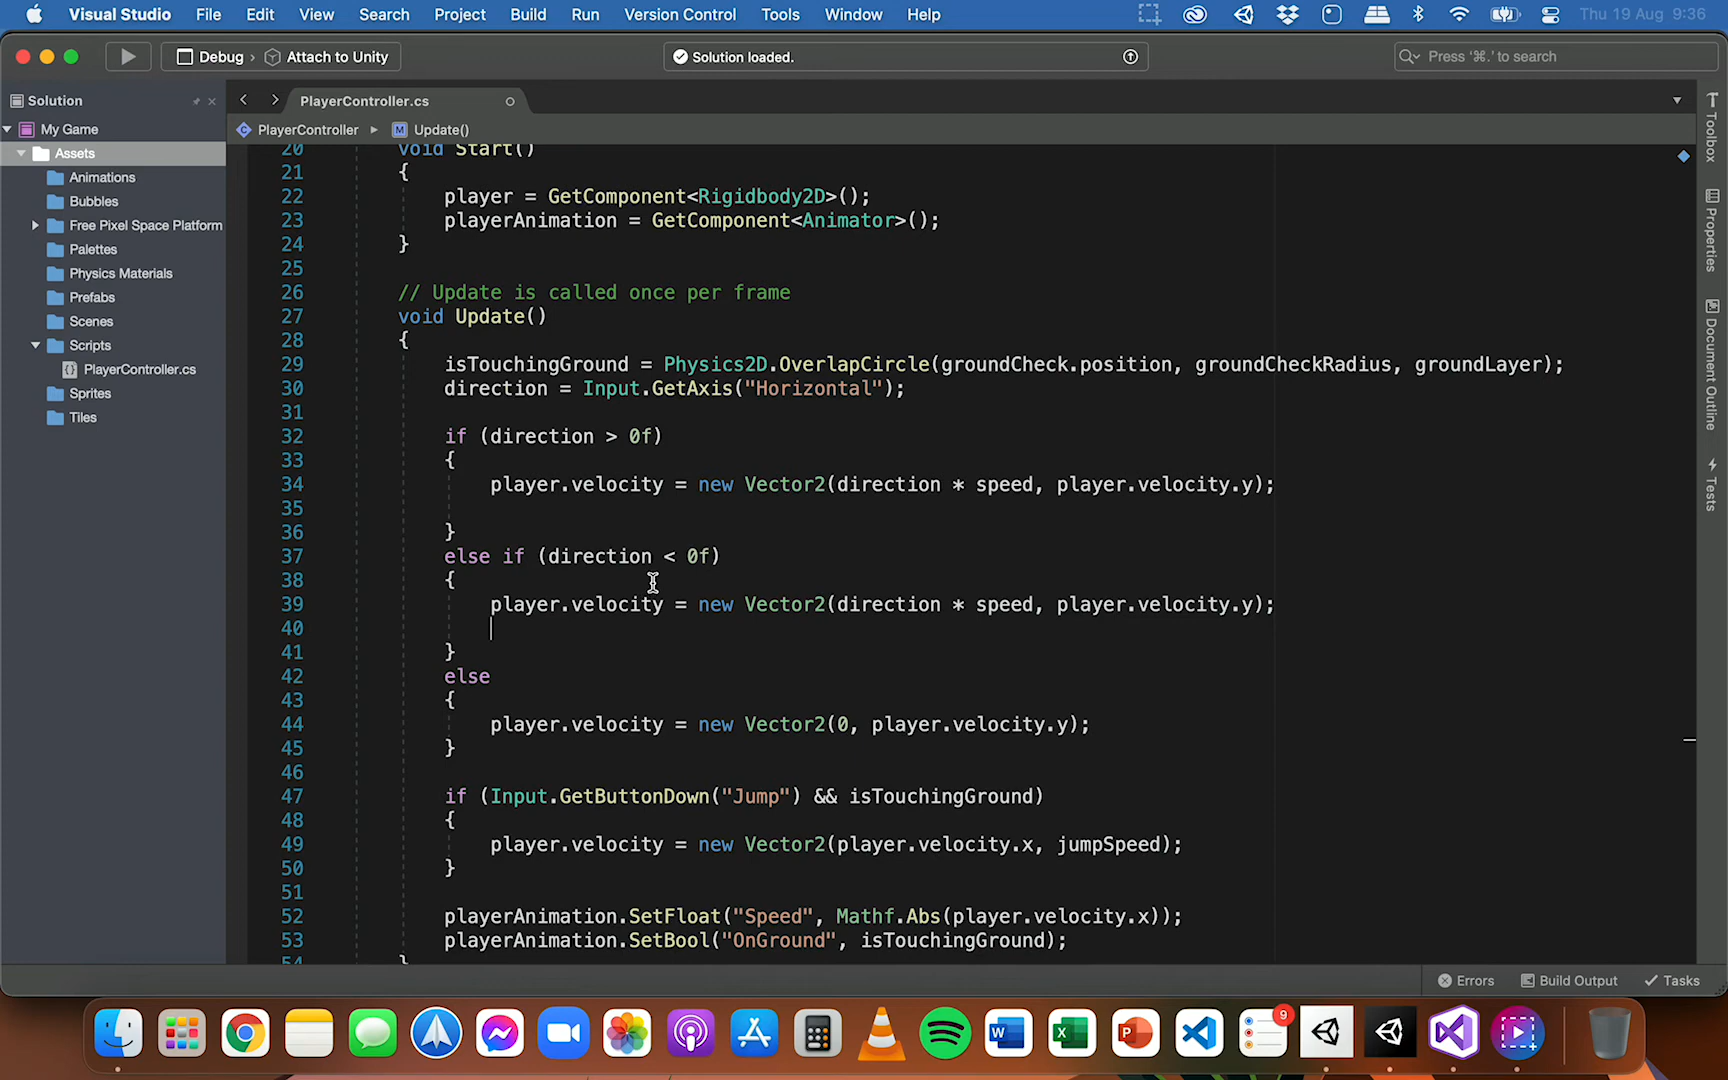 Visual Studio File Edit View Search Project Build Run Version Control Tools Window Help Thu 19 Aug 9:36
Debug › Attach to Unity Solution loaded. Press '⌘.' to search
Solution
My Game
Assets
Animations
Bubbles
Free Pixel Space Platform
Palettes
Physics Materials
Prefabs
Scenes
Scripts
PlayerController.cs
Sprites
Tiles
PlayerController.cs
PlayerController M Update()
20 void Start()
21 {
22 player = GetComponent<Rigidbody2D>();
23 playerAnimation = GetComponent<Animator>();
24 }
25
26 // Update is called once per frame
27 void Update()
28 {
29 isTouchingGround = Physics2D.OverlapCircle(groundCheck.position, groundCheckRadius, groundLayer);
30 direction = Input.GetAxis("Horizontal");
31
32 if (direction > 0f)
33 {
34 player.velocity = new Vector2(direction * speed, player.velocity.y);
35
36 }
37 else if (direction < 0f)
38 {
39 player.velocity = new Vector2(direction * speed, player.velocity.y);
40
41 }
42 else
43 {
44 player.velocity = new Vector2(0, player.velocity.y);
45 }
46
47 if (Input.GetButtonDown("Jump") && isTouchingGround)
48 {
49 player.velocity = new Vector2(player.velocity.x, jumpSpeed);
50 }
51
52 playerAnimation.SetFloat("Speed", Mathf.Abs(player.velocity.x));
53 playerAnimation.SetBool("OnGround", isTouchingGround);
54 }
Toolbox
Properties
Document Outline
Tests
Errors Build Output Tasks
9